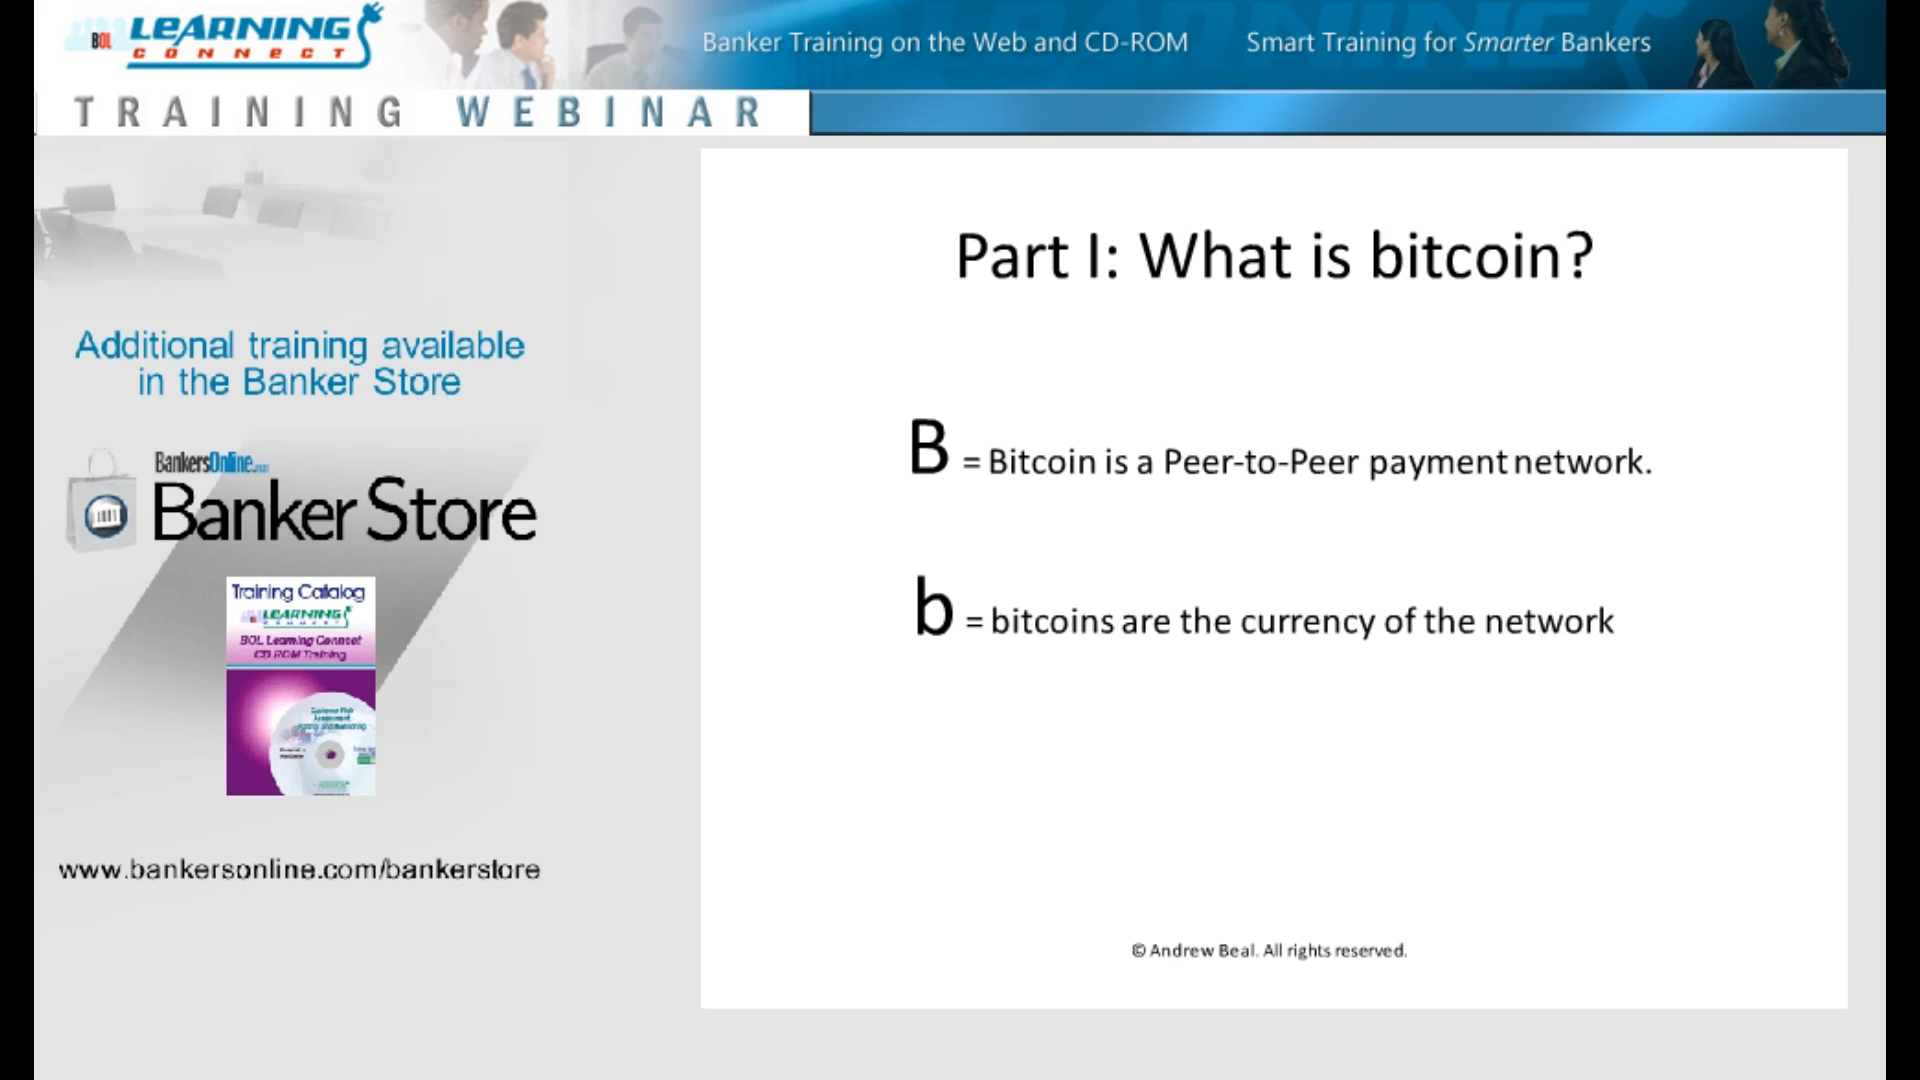 BOL LEARNING
CONNECT
Banker Training on the Web and CD-ROM
Smart Training for Smarter Bankers
TRAINING WEBINAR
Part I: What is bitcoin?
B = Bitcoin is a Peer-to-Peer payment network.
b = bitcoins are the currency of the network
© Andrew Beal. All rights reserved.
Additional training available
in the Banker Store
BankersOnline.com
Banker Store
Training Catalog
LEARNING
CONNECT
BOL Learning Connect
CD ROM Training
www.bankersonline.com/bankerstore